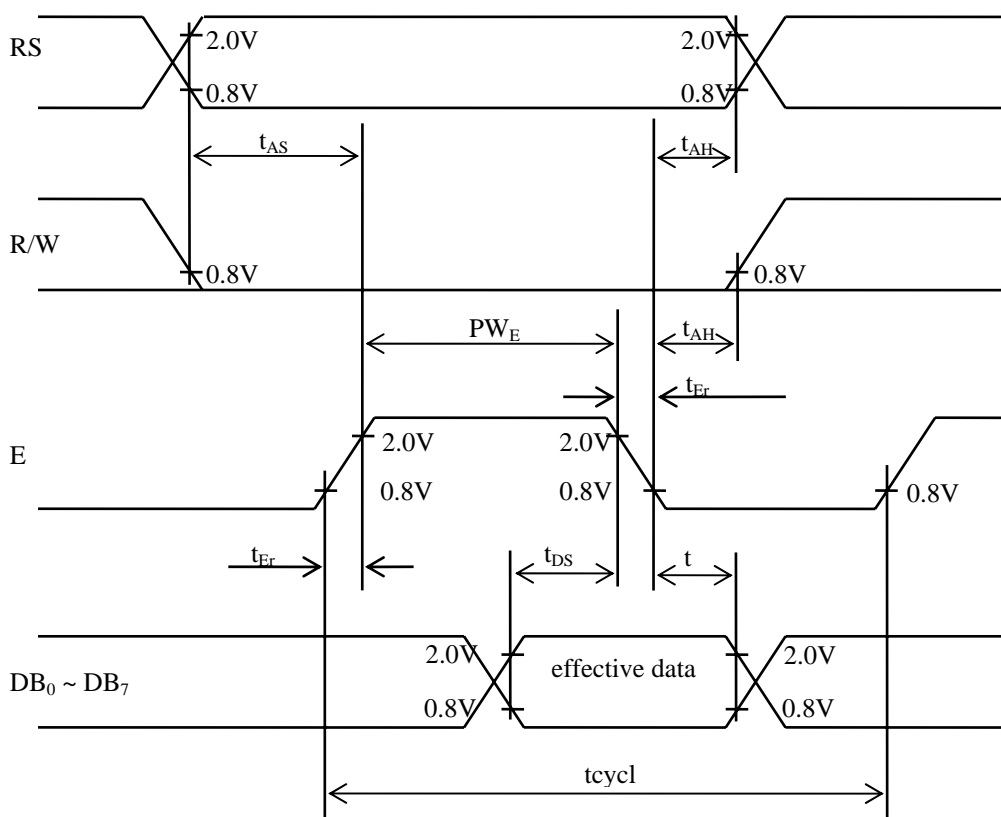 RS
2.0V 2.0V
0.8V 0.8V
tAS tAH
R/W
0.8V 0.8V
PWE tAH
tEr
E
2.0V 2.0V
0.8V 0.8V 0.8V
tEr tDS t
DB0 ~ DB7
2.0V effective data 2.0V
0.8V 0.8V
tcycl